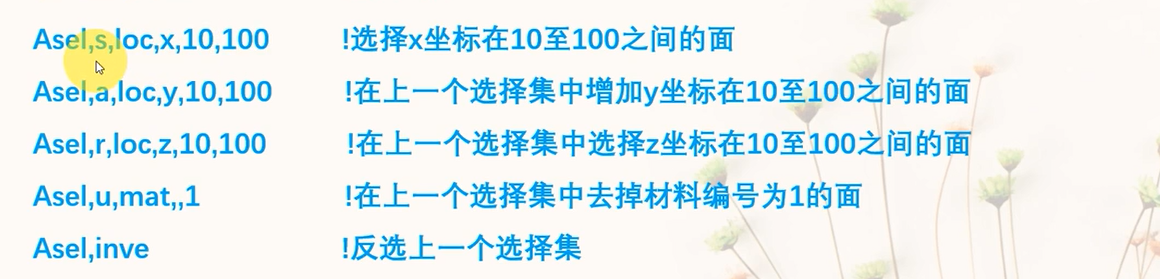 Asel,s,loc,x,10,100 !选择x坐标在10至100之间的面
Asel,a,loc,y,10,100 !在上一个选择集中增加y坐标在10至100之间的面
Asel,r,loc,z,10,100 !在上一个选择集中选择z坐标在10至100之间的面
Asel,u,mat,,1 !在上一个选择集中去掉材料编号为1的面
Asel,inve !反选上一个选择集